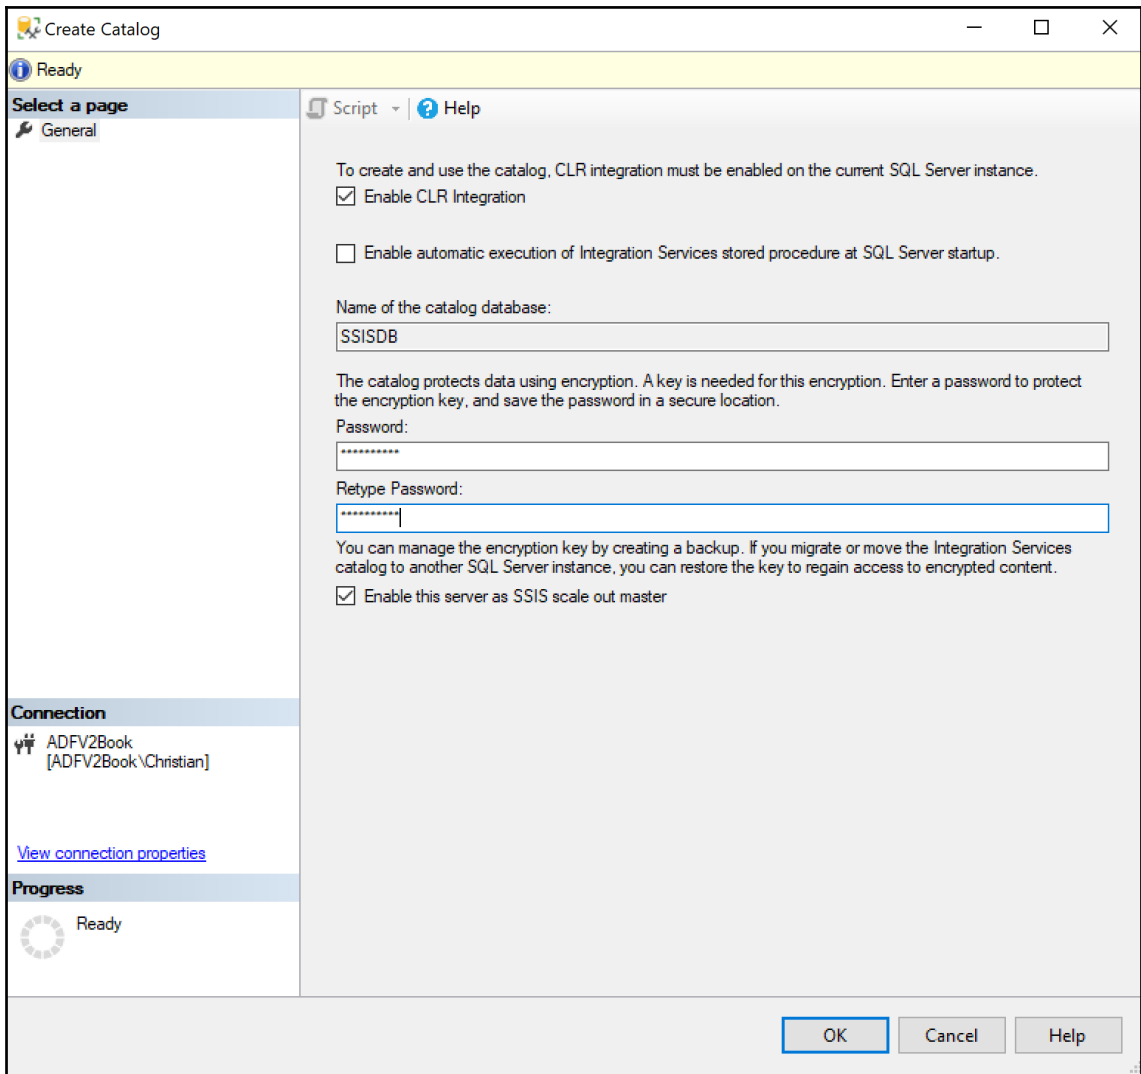 Create Catalog
Ready
Select a page
General
Script
Help
To create and use the catalog, CLR integration must be enabled on the current SQL Server instance.
Enable CLR Integration
Enable automatic execution of Integration Services stored procedure at SQL Server startup.
Name of the catalog database:
SSISDB
The catalog protects data using encryption. A key is needed for this encryption. Enter a password to protect
the encryption key, and save the password in a secure location.
Password:
**********
Retype Password:
**********
You can manage the encryption key by creating a backup. If you migrate or move the Integration Services
catalog to another SQL Server instance, you can restore the key to regain access to encrypted content.
Enable this server as SSIS scale out master
Connection
ADFV2Book
[ADFV2Book\Christian]
View connection properties
Progress
Ready
OK
Cancel
Help